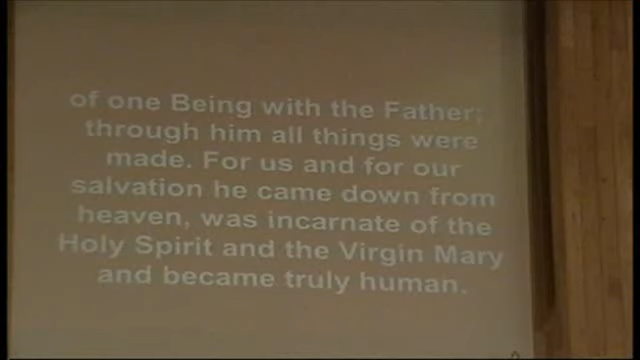 of one Being with the Father;
through him all things were
made. For us and for our
salvation he came down from
heaven, was incarnate of the
Holy Spirit and the Virgin Mary
and became truly human.